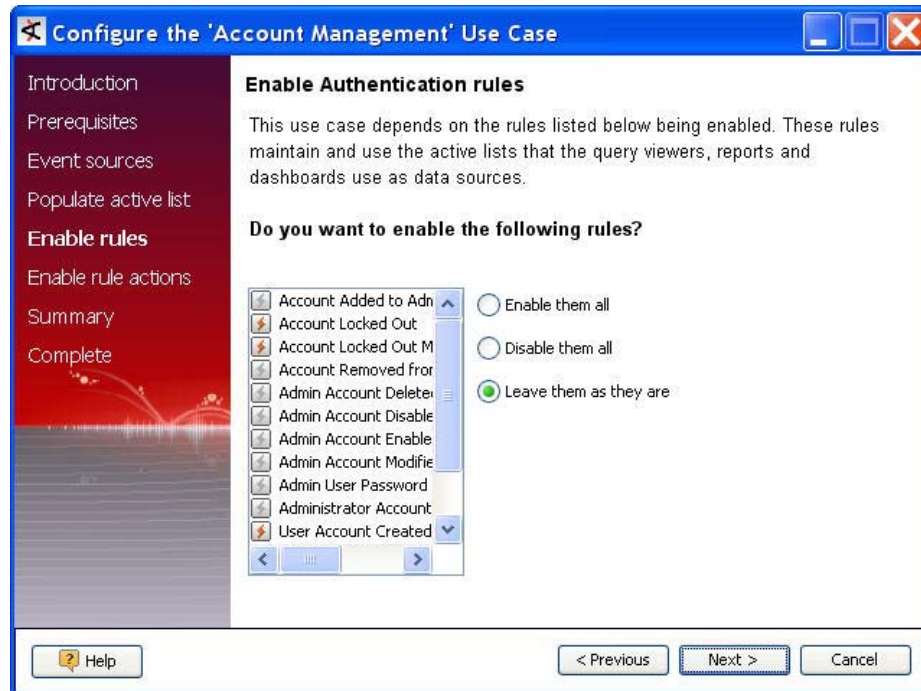 Configure the 'Account Management' Use Case
Introduction
Prerequisites
Event sources
Populate active list
Enable rules
Enable rule actions
Summary
Complete
Enable Authentication rules
This use case depends on the rules listed below being enabled. These rules
maintain and use the active lists that the query viewers, reports and
dashboards use as data sources.
Do you want to enable the following rules?
Account Added to Adn
Account Locked Out
Account Locked Out M
Account Removed fror
Admin Account Delete
Admin Account Disable
Admin Account Enable
Admin Account Modifie
Admin User Password
Administrator Account
User Account Created
Enable them all
Disable them all
Leave them as they are
Help
< Previous
Next >
Cancel